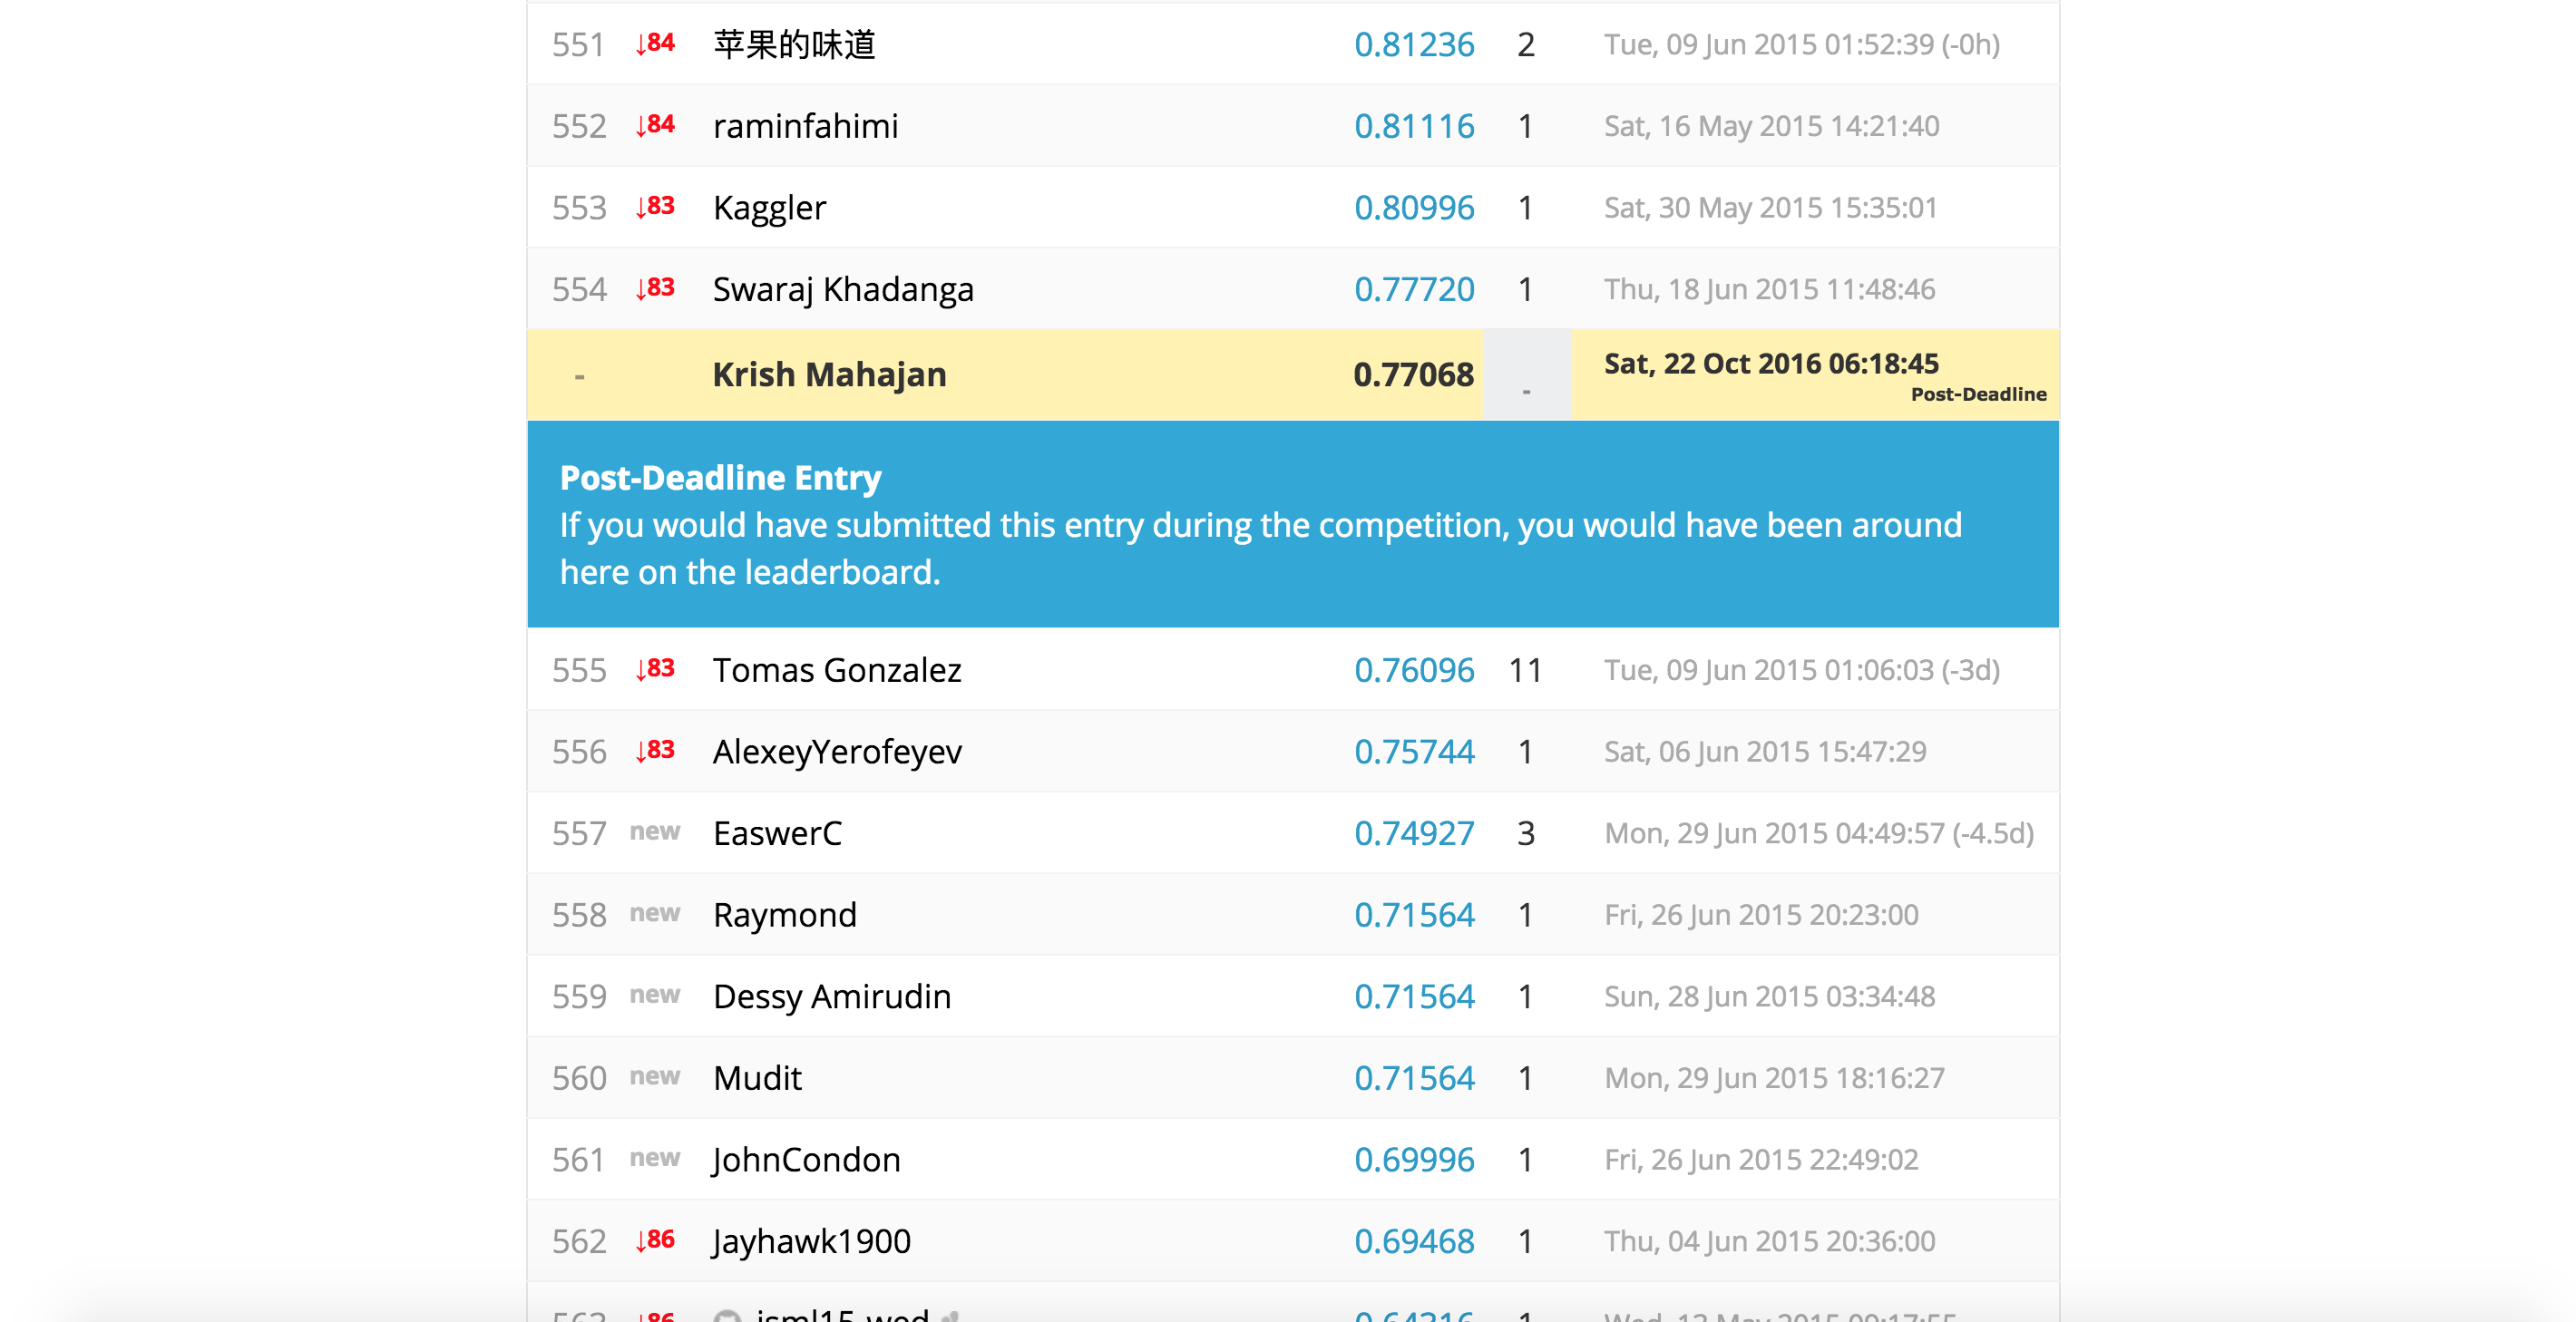 551 ↓84 苹果的味道 0.81236 2 Tue, 09 Jun 2015 01:52:39 (-0h)
552 ↓84 raminfahimi 0.81116 1 Sat, 16 May 2015 14:21:40
553 ↓83 Kaggler 0.80996 1 Sat, 30 May 2015 15:35:01
554 ↓83 Swaraj Khadanga 0.77720 1 Thu, 18 Jun 2015 11:48:46
- Krish Mahajan 0.77068 - Sat, 22 Oct 2016 06:18:45
Post-Deadline
Post-Deadline Entry
If you would have submitted this entry during the competition, you would have been around
here on the leaderboard.
555 ↓83 Tomas Gonzalez 0.76096 11 Tue, 09 Jun 2015 01:06:03 (-3d)
556 ↓83 AlexeyYerofeyev 0.75744 1 Sat, 06 Jun 2015 15:47:29
557 new EaswerC 0.74927 3 Mon, 29 Jun 2015 04:49:57 (-4.5d)
558 new Raymond 0.71564 1 Fri, 26 Jun 2015 20:23:00
559 new Dessy Amirudin 0.71564 1 Sun, 28 Jun 2015 03:34:48
560 new Mudit 0.71564 1 Mon, 29 Jun 2015 18:16:27
561 new JohnCondon 0.69996 1 Fri, 26 Jun 2015 22:49:02
562 ↓86 Jayhawk1900 0.69468 1 Thu, 04 Jun 2015 20:36:00
563 ↓86 1 Wed, 13 May 2015